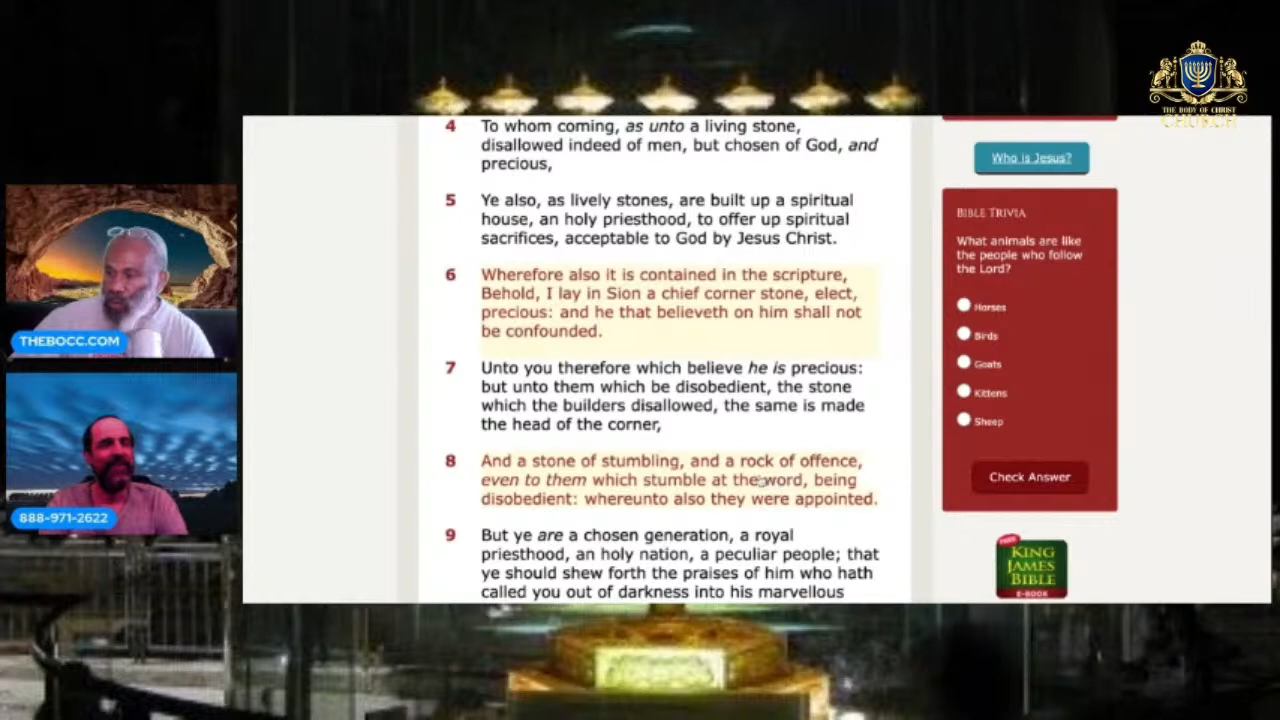 THE BODY OF CHRIST
CHURCH
THEBOCC.COM
888-971-2622
4 To whom coming, as unto a living stone,
disallowed indeed of men, but chosen of God, and
precious,
5 Ye also, as lively stones, are built up a spiritual
house, an holy priesthood, to offer up spiritual
sacrifices, acceptable to God by Jesus Christ.
6 Wherefore also it is contained in the scripture,
Behold, I lay in Sion a chief corner stone, elect,
precious: and he that believeth on him shall not
be confounded.
7 Unto you therefore which believe he is precious:
but unto them which be disobedient, the stone
which the builders disallowed, the same is made
the head of the corner,
8 And a stone of stumbling, and a rock of offence,
even to them which stumble at the word, being
disobedient: whereunto also they were appointed.
9 But ye are a chosen generation, a royal
priesthood, an holy nation, a peculiar people; that
ye should shew forth the praises of him who hath
called you out of darkness into his marvellous
Who is Jesus?
BIBLE TRIVIA
What animals are like
the people who follow
the Lord?
Horses
Birds
Goats
Kittens
Sheep
Check Answer
FREE
KING
JAMES
BIBLE
E-BOOK